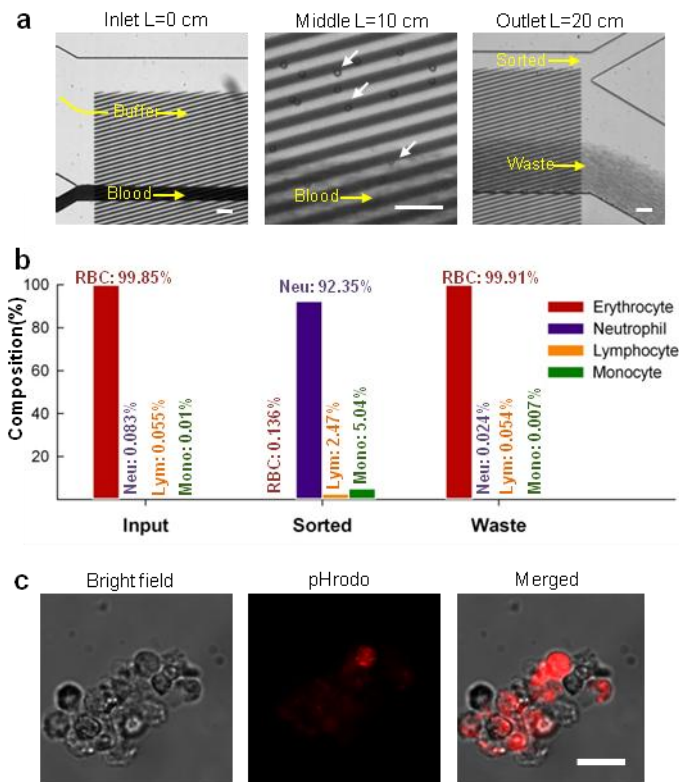 a
Inlet L=0 cm
Middle L=10 cm
Outlet L=20 cm
Buffer
Blood
Blood
Sorted
Waste
b
Composition(%)
100
80
60
40
20
RBC: 99.85%
Neu: 0.083%
Lym: 0.055%
Mono: 0.01%
RBC: 0.136%
Neu: 92.35%
Lym: 2.47%
Mono: 5.04%
RBC: 99.91%
Neu: 0.024%
Lym: 0.054%
Mono: 0.007%
Erythrocyte
Neutrophil
Lymphocyte
Monocyte
Input
Sorted
Waste
c
Bright field
pHrodo
Merged